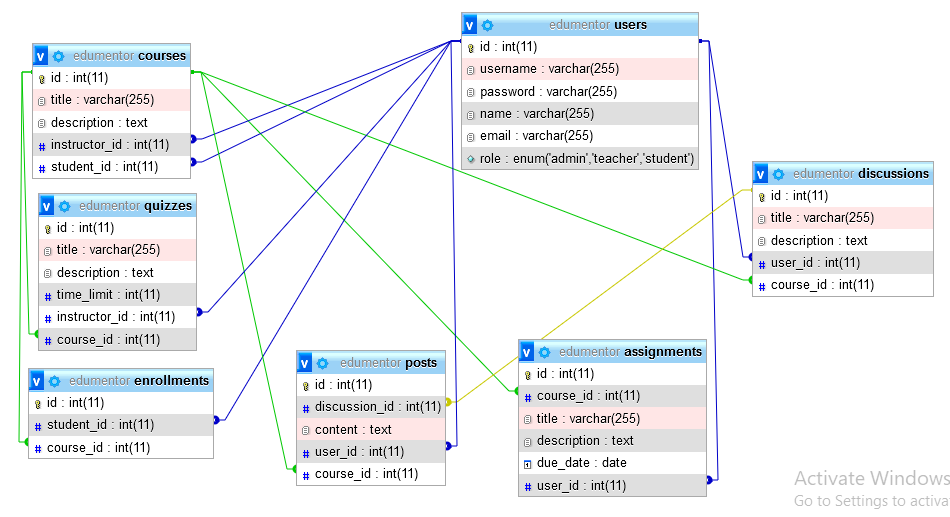 edumentor courses
id : int(11)
title : varchar(255)
description : text
instructor_id : int(11)
student_id : int(11)
edumentor quizzes
id : int(11)
title : varchar(255)
description : text
time_limit : int(11)
instructor_id : int(11)
course_id : int(11)
edumentor enrollments
id : int(11)
student_id : int(11)
course_id : int(11)
edumentor users
id : int(11)
username : varchar(255)
password : varchar(255)
name : varchar(255)
email : varchar(255)
role : enum('admin','teacher','student')
edumentor posts
id : int(11)
discussion_id : int(11)
content : text
user_id : int(11)
course_id : int(11)
edumentor assignments
id : int(11)
course_id : int(11)
title : varchar(255)
description : text
due_date : date
user_id : int(11)
edumentor discussions
id : int(11)
title : varchar(255)
description : text
user_id : int(11)
course_id : int(11)
Activate Windows
Go to Settings to activa